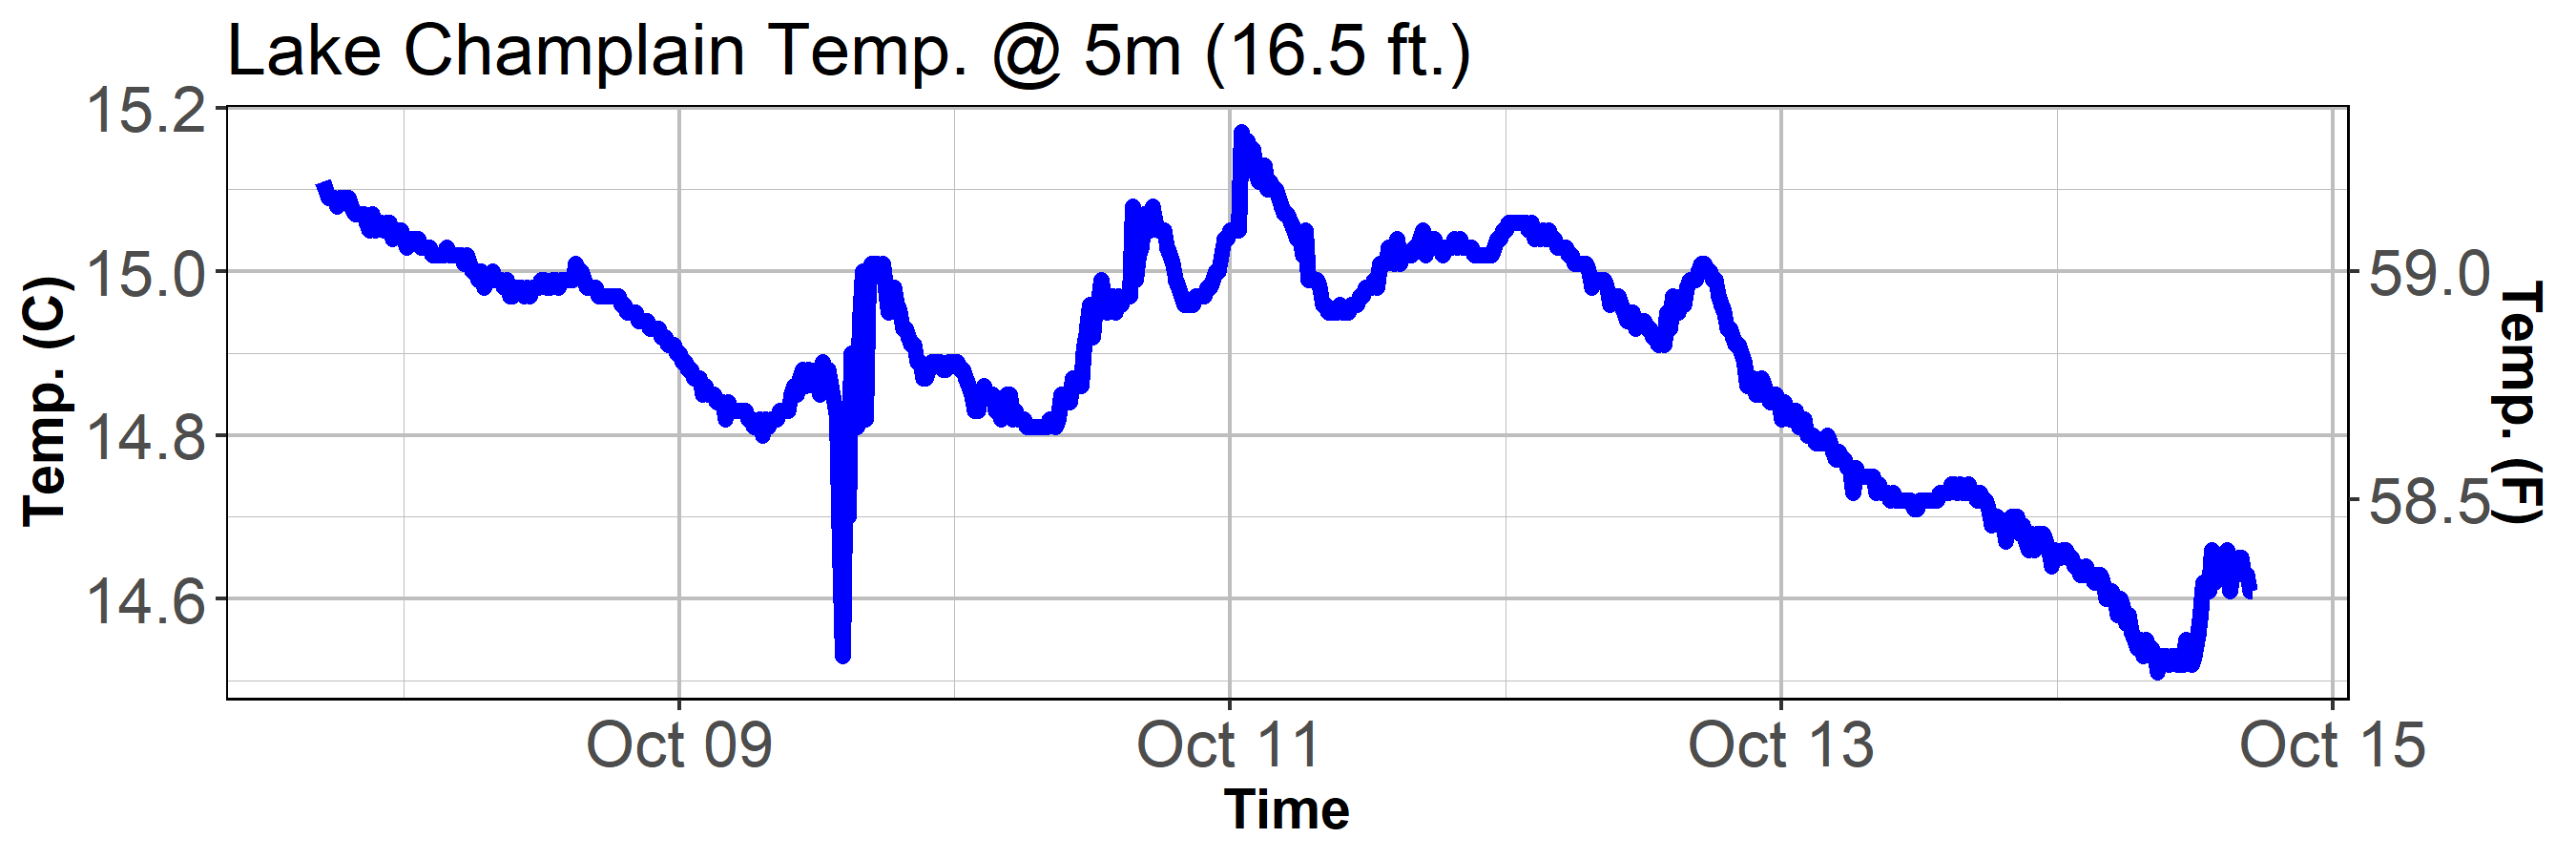 Lake Champlain Temp. @ 5m (16.5 ft.)
15.2
15.0
14.8
14.6
Temp. (C)
59.0
58.5
Temp. (F)
Oct 09
Oct 11
Oct 13
Oct 15
Time